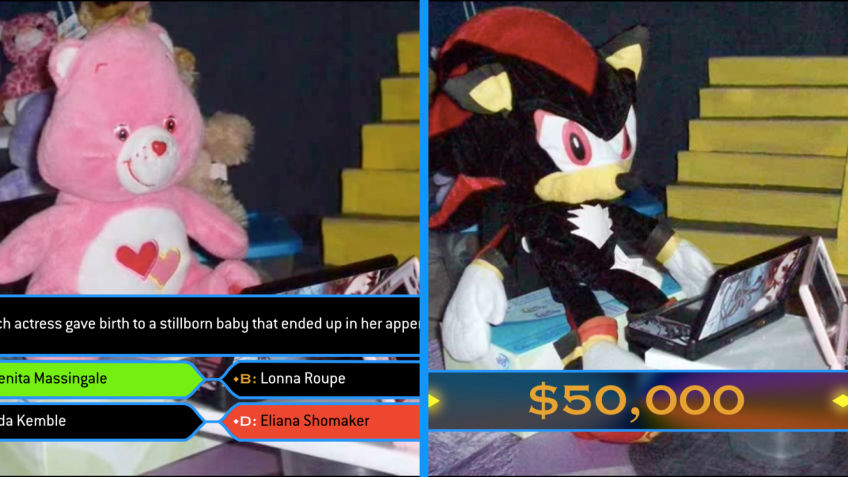 ch actress gave birth to a stillborn baby that ended up in her appen
enita Massingale
B: Lonna Roupe
da Kemble
D: Eliana Shomaker
$50,000